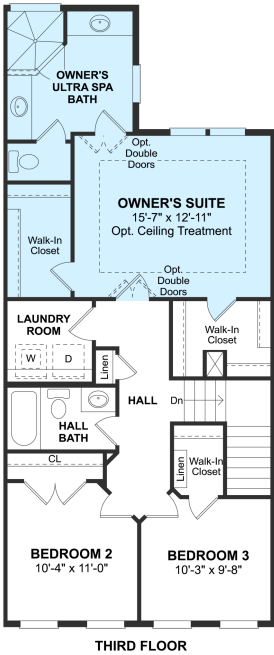 OWNER'S
ULTRA SPA
BATH
Opt.
Double
Doors
OWNER'S SUITE
15'-7" x 12'-11"
Opt. Ceiling Treatment
Walk-In
Closet
Opt.
Double
Doors
LAUNDRY
ROOM
W
D
Linen
Walk-In
Closet
HALL
Dn
HALL
BATH
CL
Linen
Walk-In
Closet
BEDROOM 2
10'-4" x 11'-0"
BEDROOM 3
10'-3" x 9'-8"
THIRD FLOOR